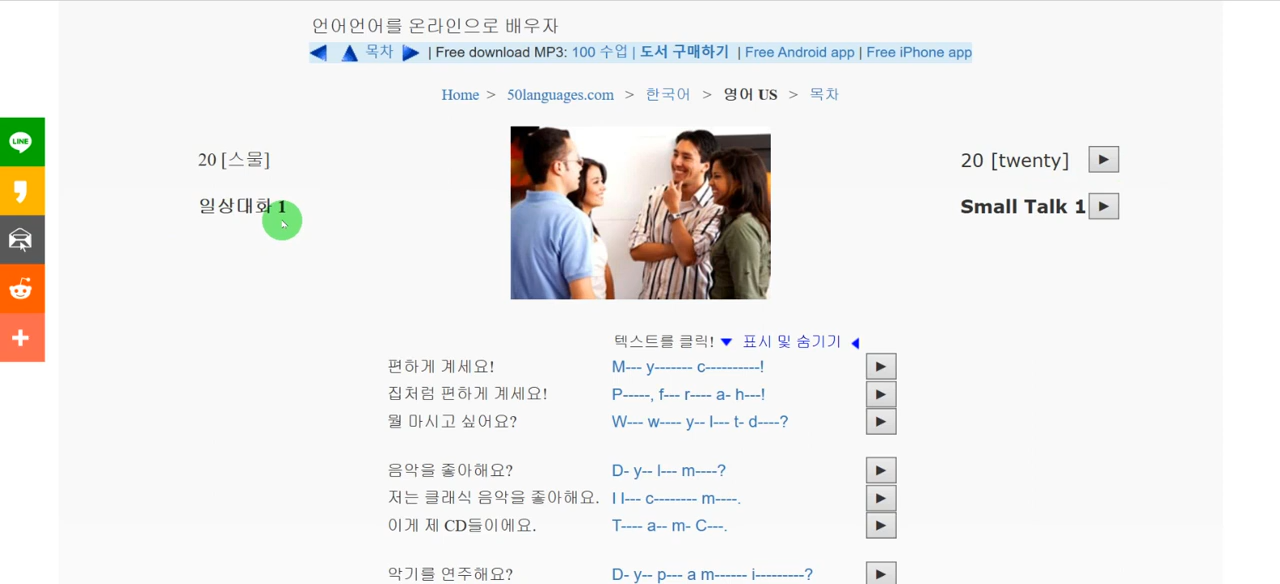 언어언어를 온라인으로 배우자
목차 | Free download MP3: 100 수업 | 도서 구매하기 | Free Android app | Free iPhone app
Home > 50languages.com > 한국어 > 영어 US > 목차
LINE
20 [스물]
20 [twenty]
일상대화 1
Small Talk 1
텍스트를 클릭! 표시 및 숨기기
편하게 계세요! M--- y------- c----------!
집처럼 편하게 계세요! P-----, f--- r---- a- h---!
뭘 마시고 싶어요? W--- w---- y-- l--- t- d----?
음악을 좋아해요? D- y-- l--- m----?
저는 클래식 음악을 좋아해요. I l--- c-------- m----.
이게 제 CD들이에요. T---- a-- m- C---.
악기를 연주해요? D- y-- p--- a m------ i---------?